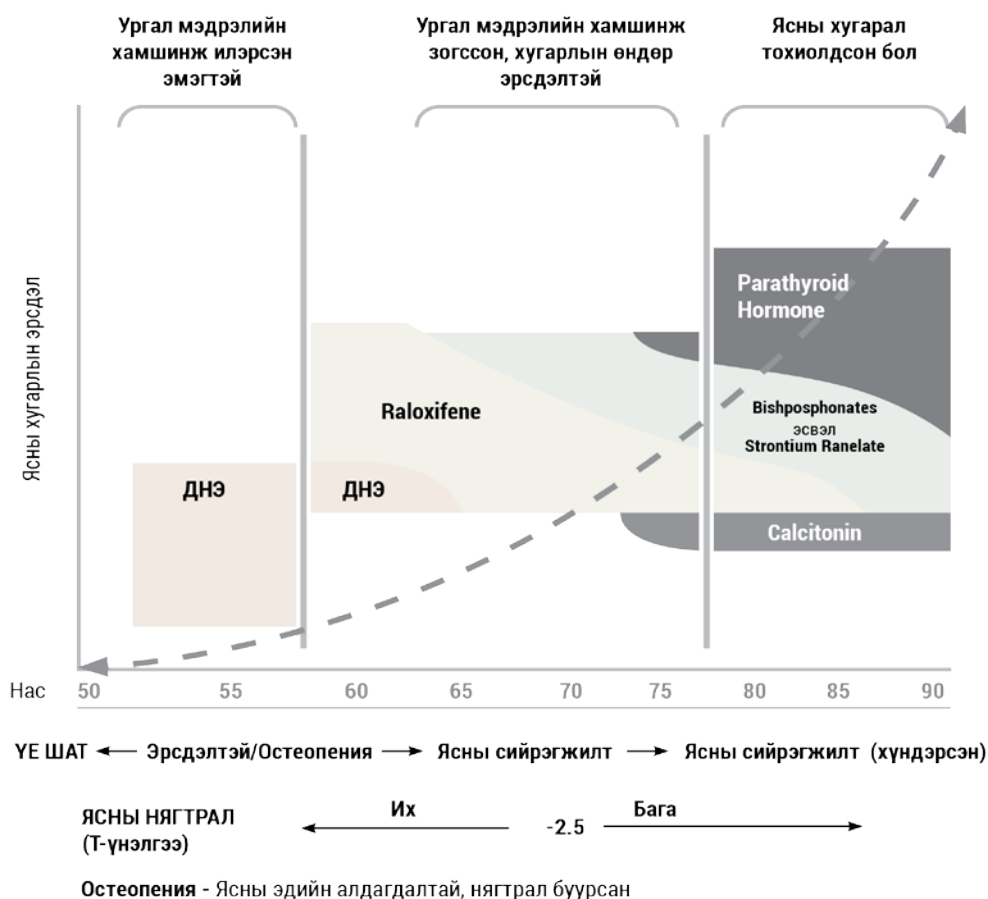 Ургал мэдрэлийн
хамшинж илэрсэн
эмэгтэй
Ургал мэдрэлийн хамшинж
зогссон, хугарлын өндөр
эрсдэлтэй
Ясны хугарал
тохиолдсон бол
Ясны хугарлын эрсдэл
Parathyroid
Hormone
Raloxifene
Bishposphonates
эсвэл
Strontium Ranelate
ДНЭ
ДНЭ
Calcitonin
Нас 50 55 60 65 70 75 80 85 90
ҮЕ ШАТ Эрсдэлтэй/Остеопения Ясны сийрэгжилт Ясны сийрэгжилт (хүндэрсэн)
ЯСНЫ НЯГТРАЛ
(Т-үнэлгээ)
Их -2.5 Бага
Остеопения - Ясны эдийн алдагдалтай, нягтрал буурсан